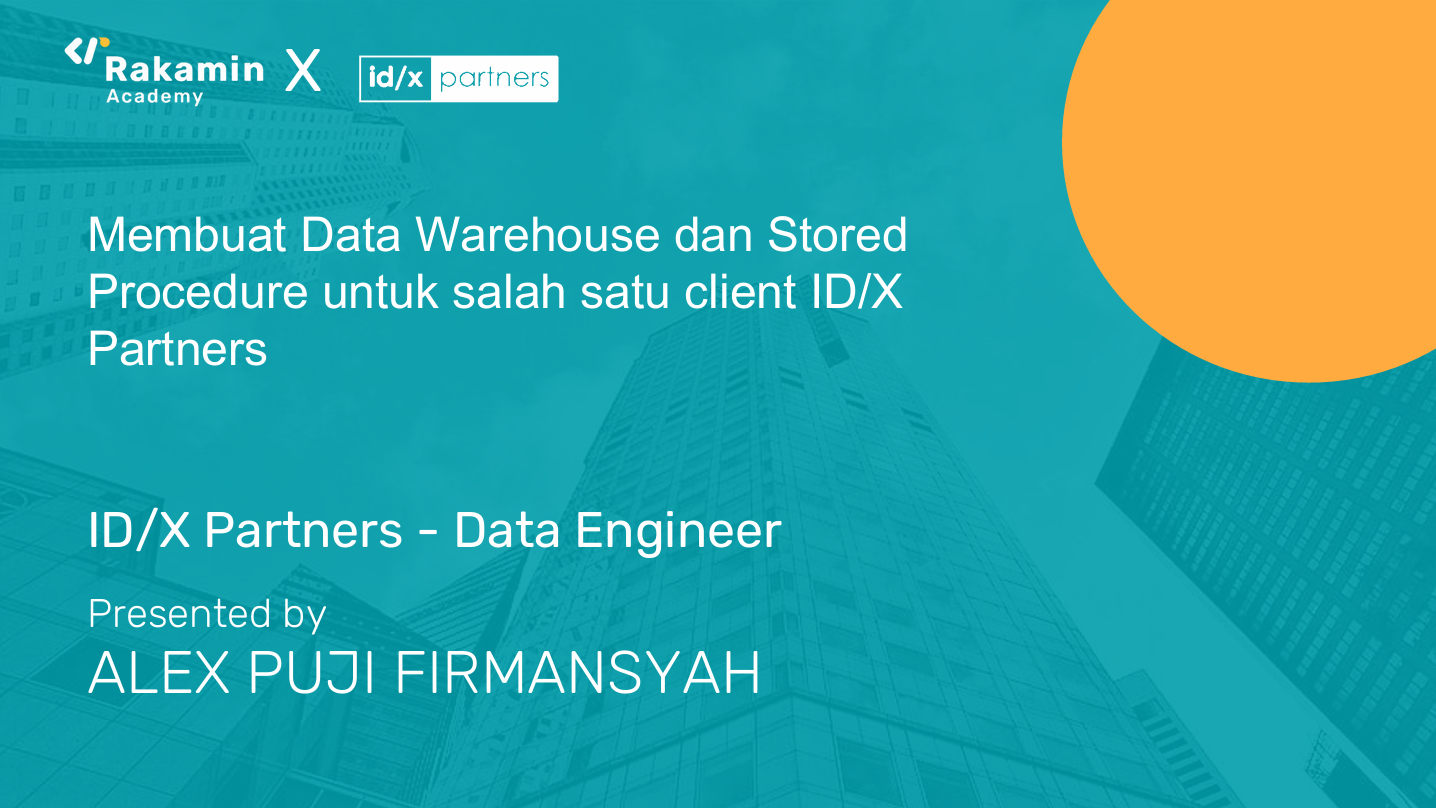 Rakamin X id/x partners
Academy
Membuat Data Warehouse dan Stored
Procedure untuk salah satu client ID/X
Partners
ID/X Partners - Data Engineer
Presented by
ALEX PUJI FIRMANSYAH